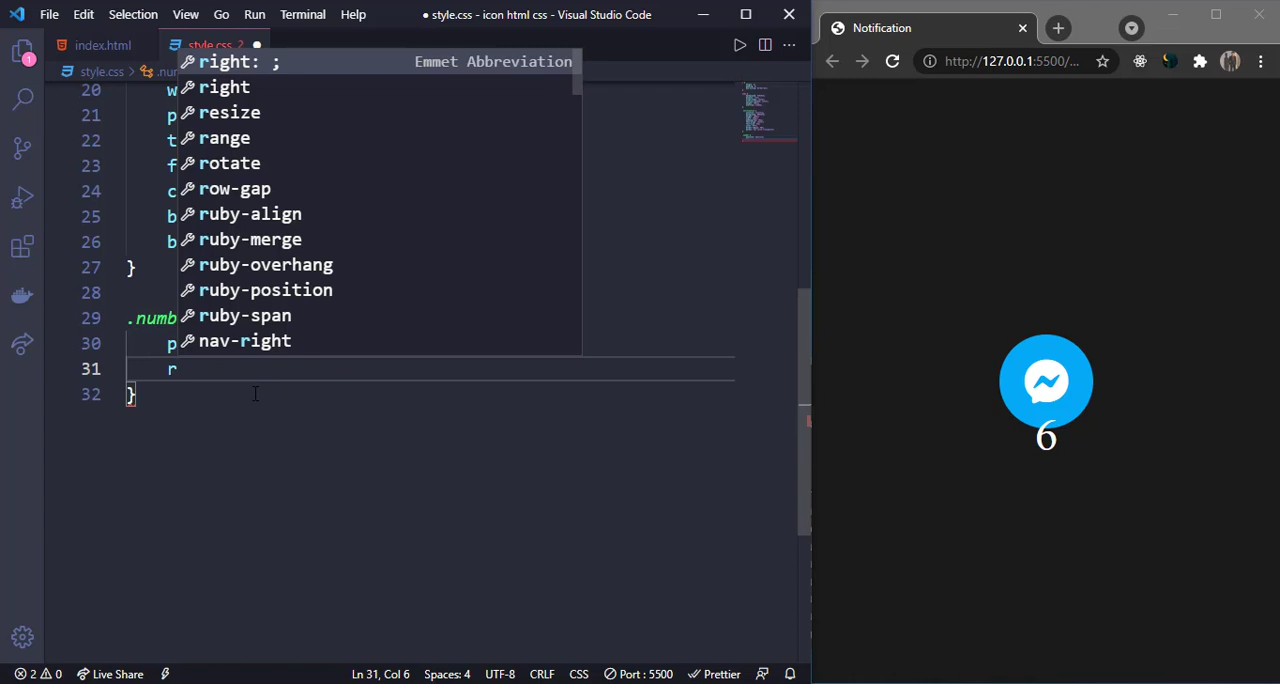 File Edit Selection View Go Run Terminal Help ● style.css - icon html css - Visual Studio Code
Notification
index.html style.css 2
http://127.0.0.1:5500/...
style.css > .num
right: ; Emmet Abbreviation
right
resize
range
rotate
row-gap
ruby-align
ruby-merge
ruby-overhang
ruby-position
ruby-span
nav-right
20 w
21 p
22 t
23 f
24 c
25 b
26 b
27 }
28
29 .numb
30 p
31 r
32 }
1
6
2 0 Live Share Ln 31, Col 6 Spaces: 4 UTF-8 CRLF CSS Port : 5500 Prettier